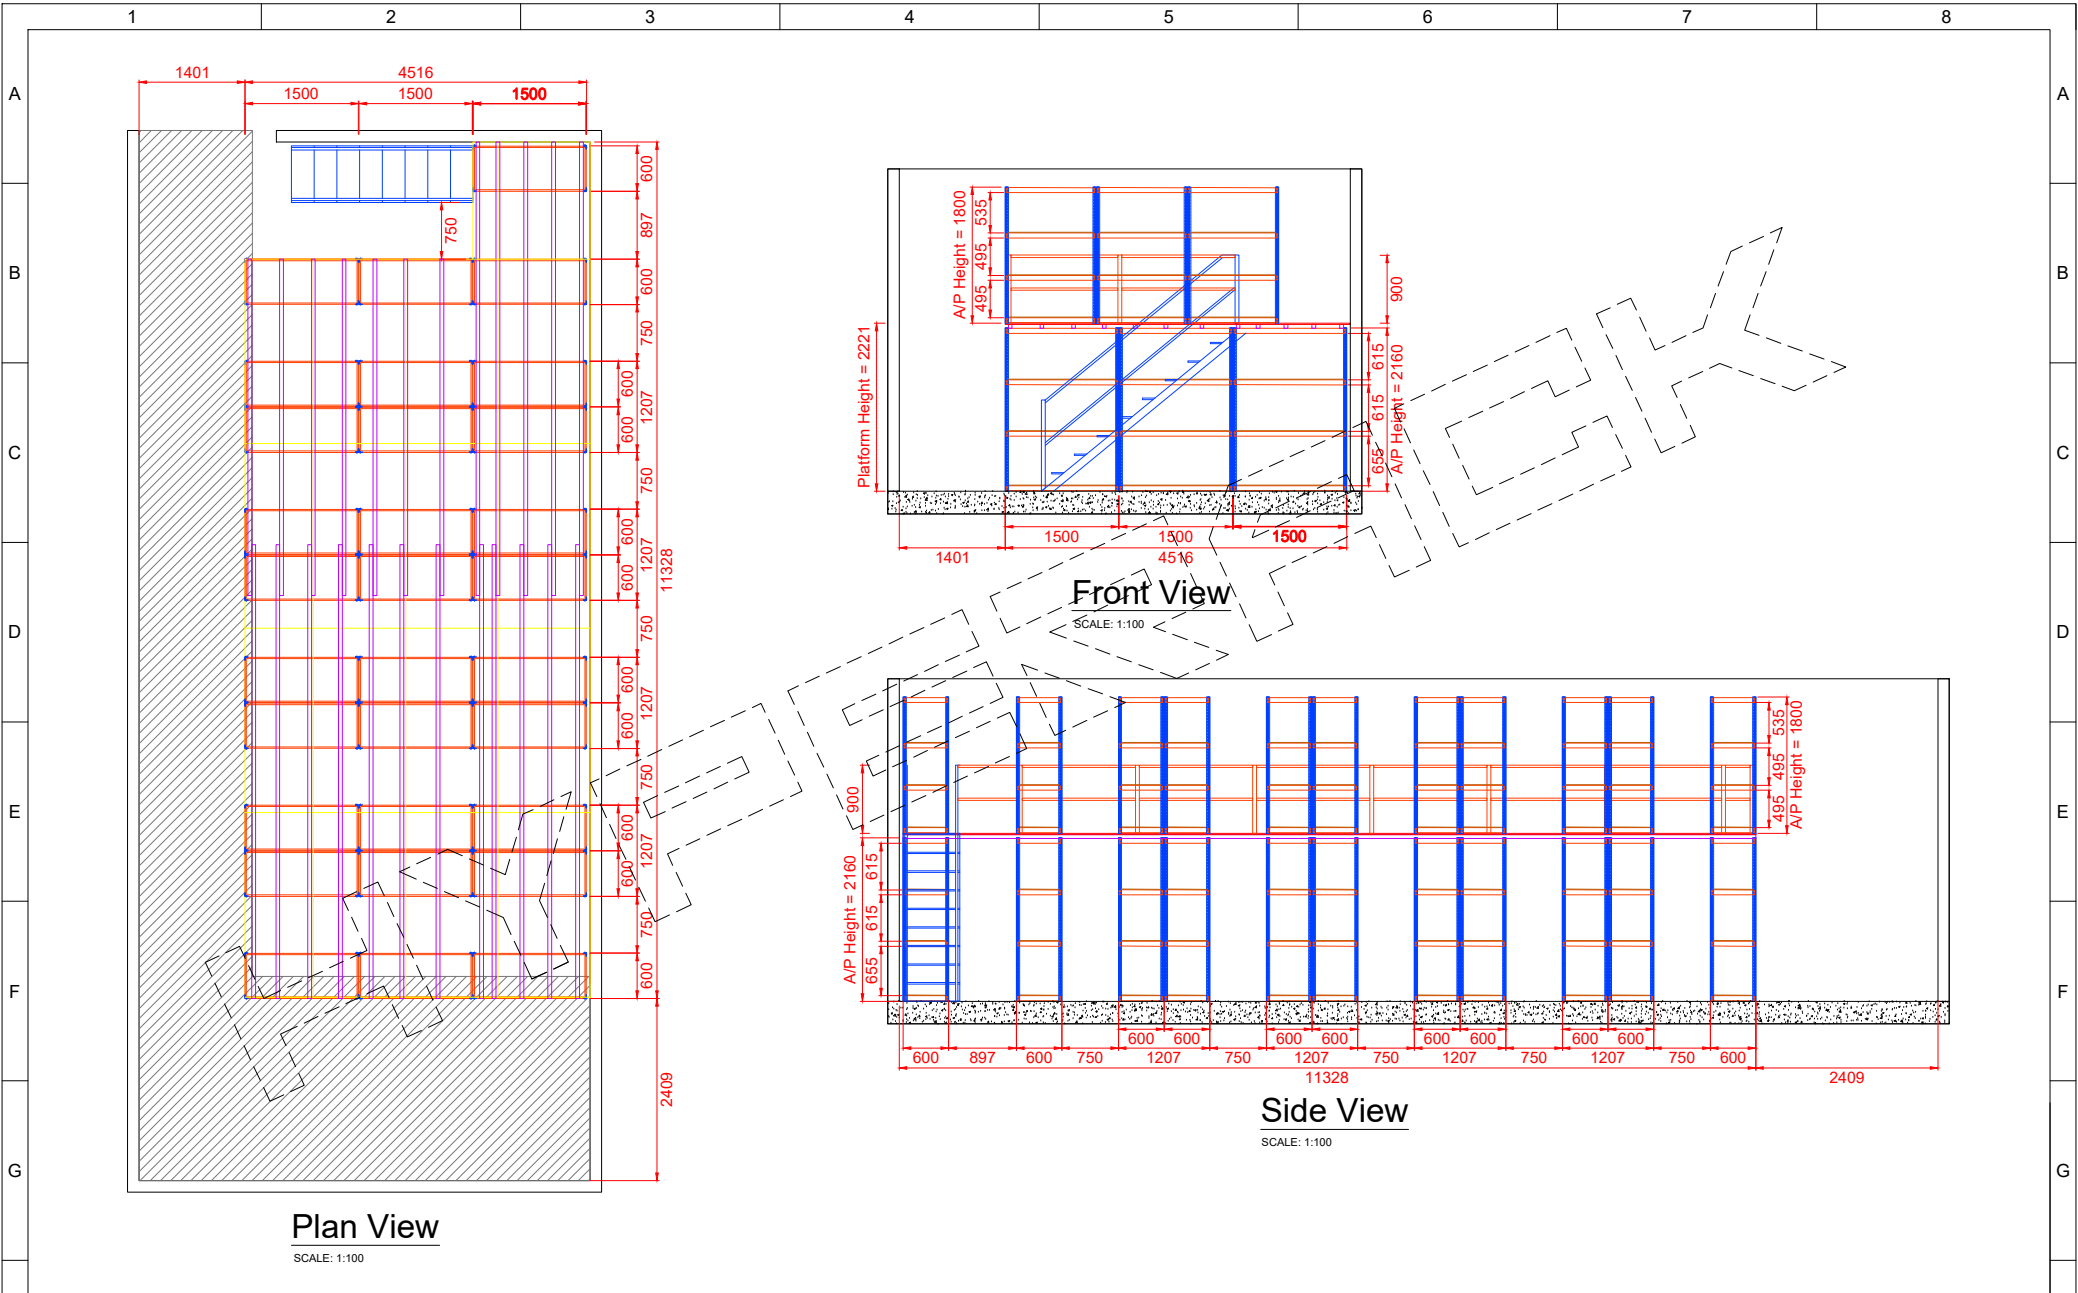 1 2 3 4 5 6 7 8
A A
B B
C C
D D
E E
F F
G G
1401 4516
1500 1500 1500
600
897
750
600
750
600
1207
600
750
600
1207
600
11328
750
600
1207
600
750
600
1207
600
750
600
2409
Plan View
SCALE: 1:100
A/P Height = 1800
535
495
495
900
Platform Height = 2221
615
615
655
A/P Height = 2160
1500 1500 1500
1401 4516
Front View
SCALE: 1:100
900
A/P Height = 2160
615
615
655
535
495
495
A/P Height = 1800
600 600 600 600 600 600 600 600
600 897 600 750 1207 750 1207 750 1207 750 1207 750 600
11328 2409
Side View
SCALE: 1:100